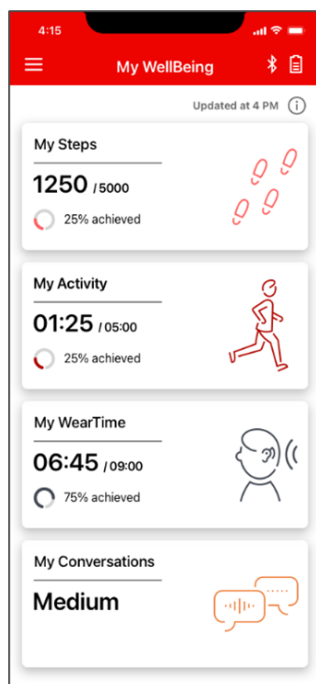 4:15
My WellBeing
Updated at 4 PM
My Steps
1250 /5000
25% achieved
My Activity
01:25 /05:00
25% achieved
My WearTime
06:45 /09:00
75% achieved
My Conversations
Medium